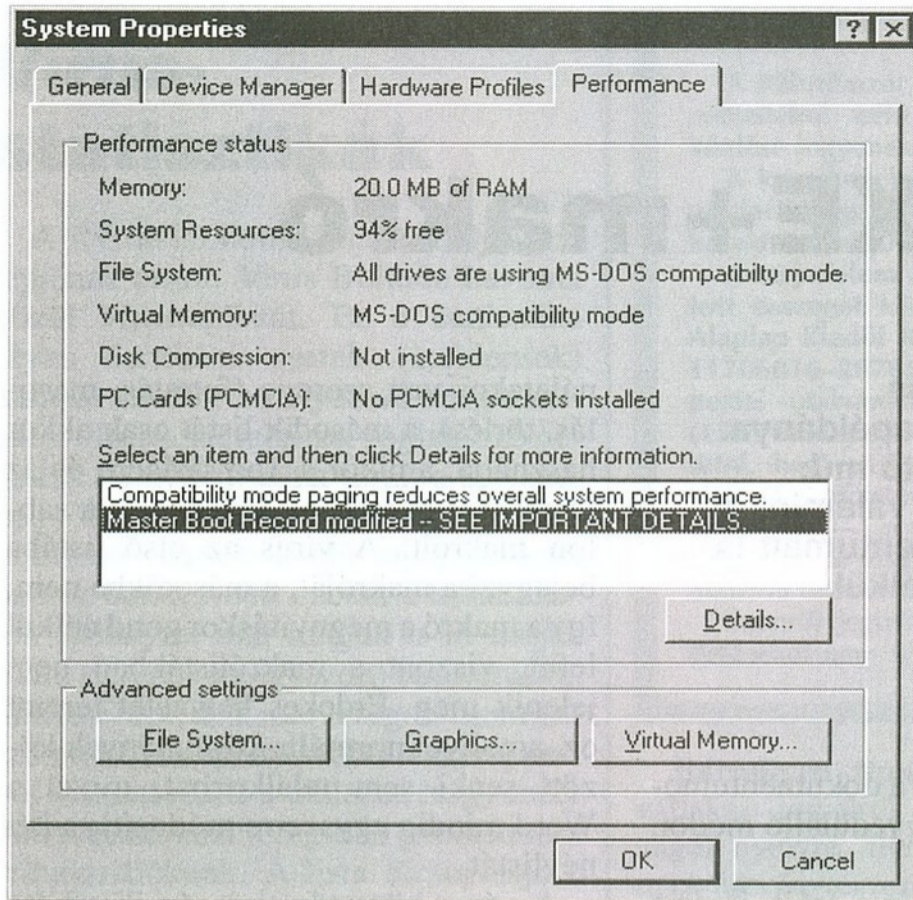 System Properties
General Device Manager Hardware Profiles Performance
Performance status
Memory: 20.0 MB of RAM
System Resources: 94% free
File System: All drives are using MS-DOS compatibilty mode.
Virtual Memory: MS-DOS compatibility mode
Disk Compression: Not installed
PC Cards (PCMCIA): No PCMCIA sockets installed
Select an item and then click Details for more information.
Compatibility mode paging reduces overall system performance.
Master Boot Record modified -- SEE IMPORTANT DETAILS.
Details...
Advanced settings
File System... Graphics... Virtual Memory...
OK Cancel